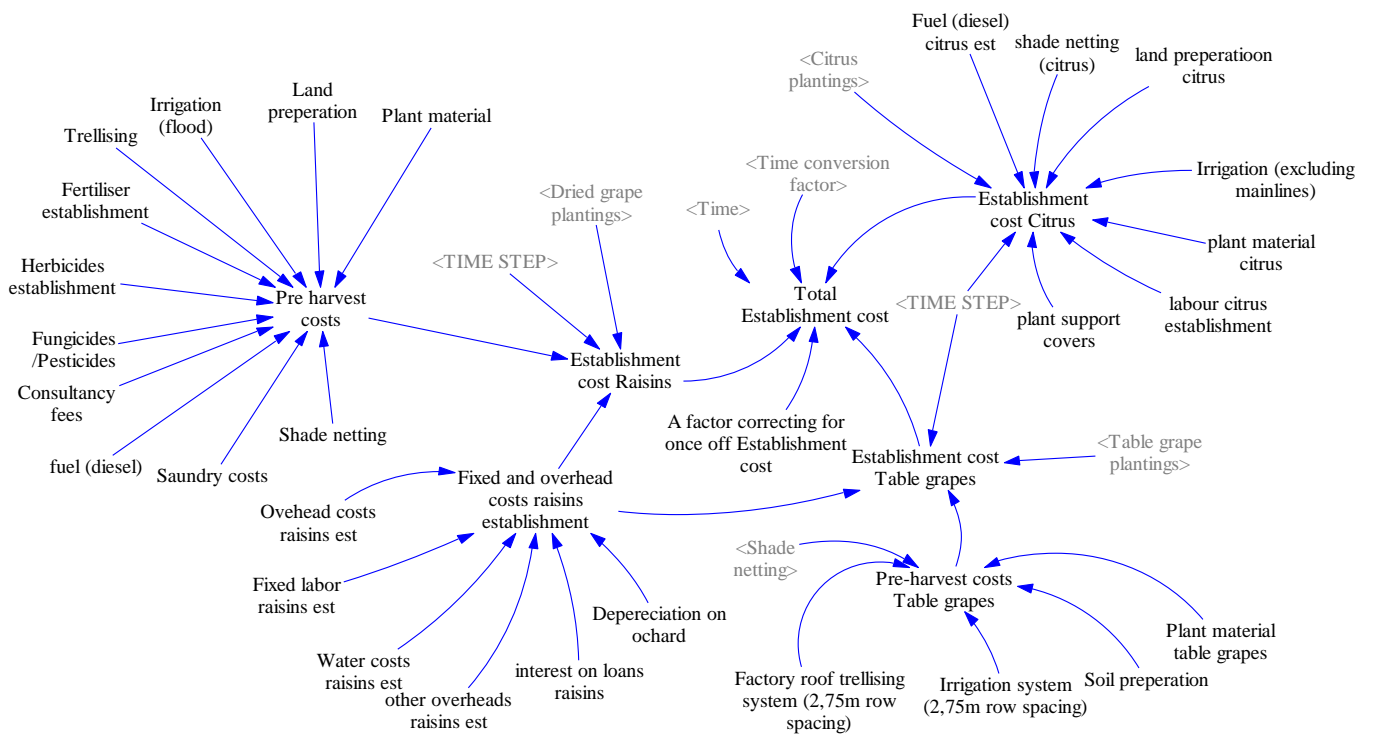 Fuel (diesel)
citrus est
shade netting
(citrus)
land preperatioon
citrus
<Citrus
plantings>
Land
preperation
Irrigation
(flood)
Plant material
Trellising
<Time conversion
factor>
Irrigation (excluding
mainlines)
Fertiliser
establishment
<Dried grape
plantings>
<Time>
Establishment
cost Citrus
plant material
citrus
Herbicides
establishment
<TIME STEP>
Pre harvest
costs
Total
Establishment cost
<TIME STEP>
plant support
covers
labour citrus
establishment
Fungicides
/Pesticides
Establishment
cost Raisins
Consultancy
fees
Shade netting
A factor correcting for
once off Establishment
cost
fuel (diesel)
Saundry costs
Establishment cost
Table grapes
<Table grape
plantings>
Fixed and overhead
costs raisins
establishment
Ovehead costs
raisins est
<Shade
netting>
Pre-harvest costs
Table grapes
Fixed labor
raisins est
Depereciation on
ochard
Plant material
table grapes
Water costs
raisins est
interest on loans
raisins
other overheads
raisins est
Factory roof trellising
system (2,75m row
spacing)
Irrigation system
(2,75m row spacing)
Soil preperation